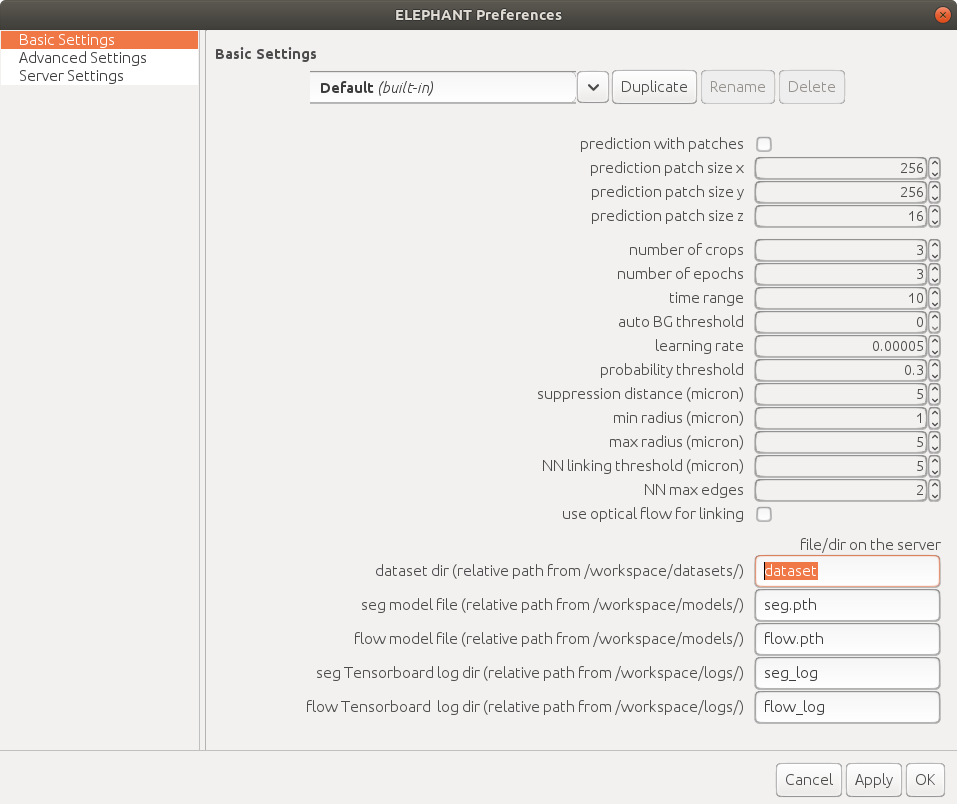 ELEPHANT Preferences
Basic Settings
Advanced Settings
Server Settings
Basic Settings
Default (built-in) Duplicate Rename Delete
prediction with patches
prediction patch size x 256
prediction patch size y 256
prediction patch size z 16
number of crops 3
number of epochs 3
time range 10
auto BG threshold 0
learning rate 0.00005
probability threshold 0.3
suppression distance (micron) 5
min radius (micron) 1
max radius (micron) 5
NN linking threshold (micron) 5
NN max edges 2
use optical flow for linking
file/dir on the server
dataset dir (relative path from /workspace/datasets/) dataset
seg model file (relative path from /workspace/models/) seg.pth
flow model file (relative path from /workspace/models/) flow.pth
seg Tensorboard log dir (relative path from /workspace/logs/) seg_log
flow Tensorboard  log dir (relative path from /workspace/logs/) flow_log
Cancel Apply OK